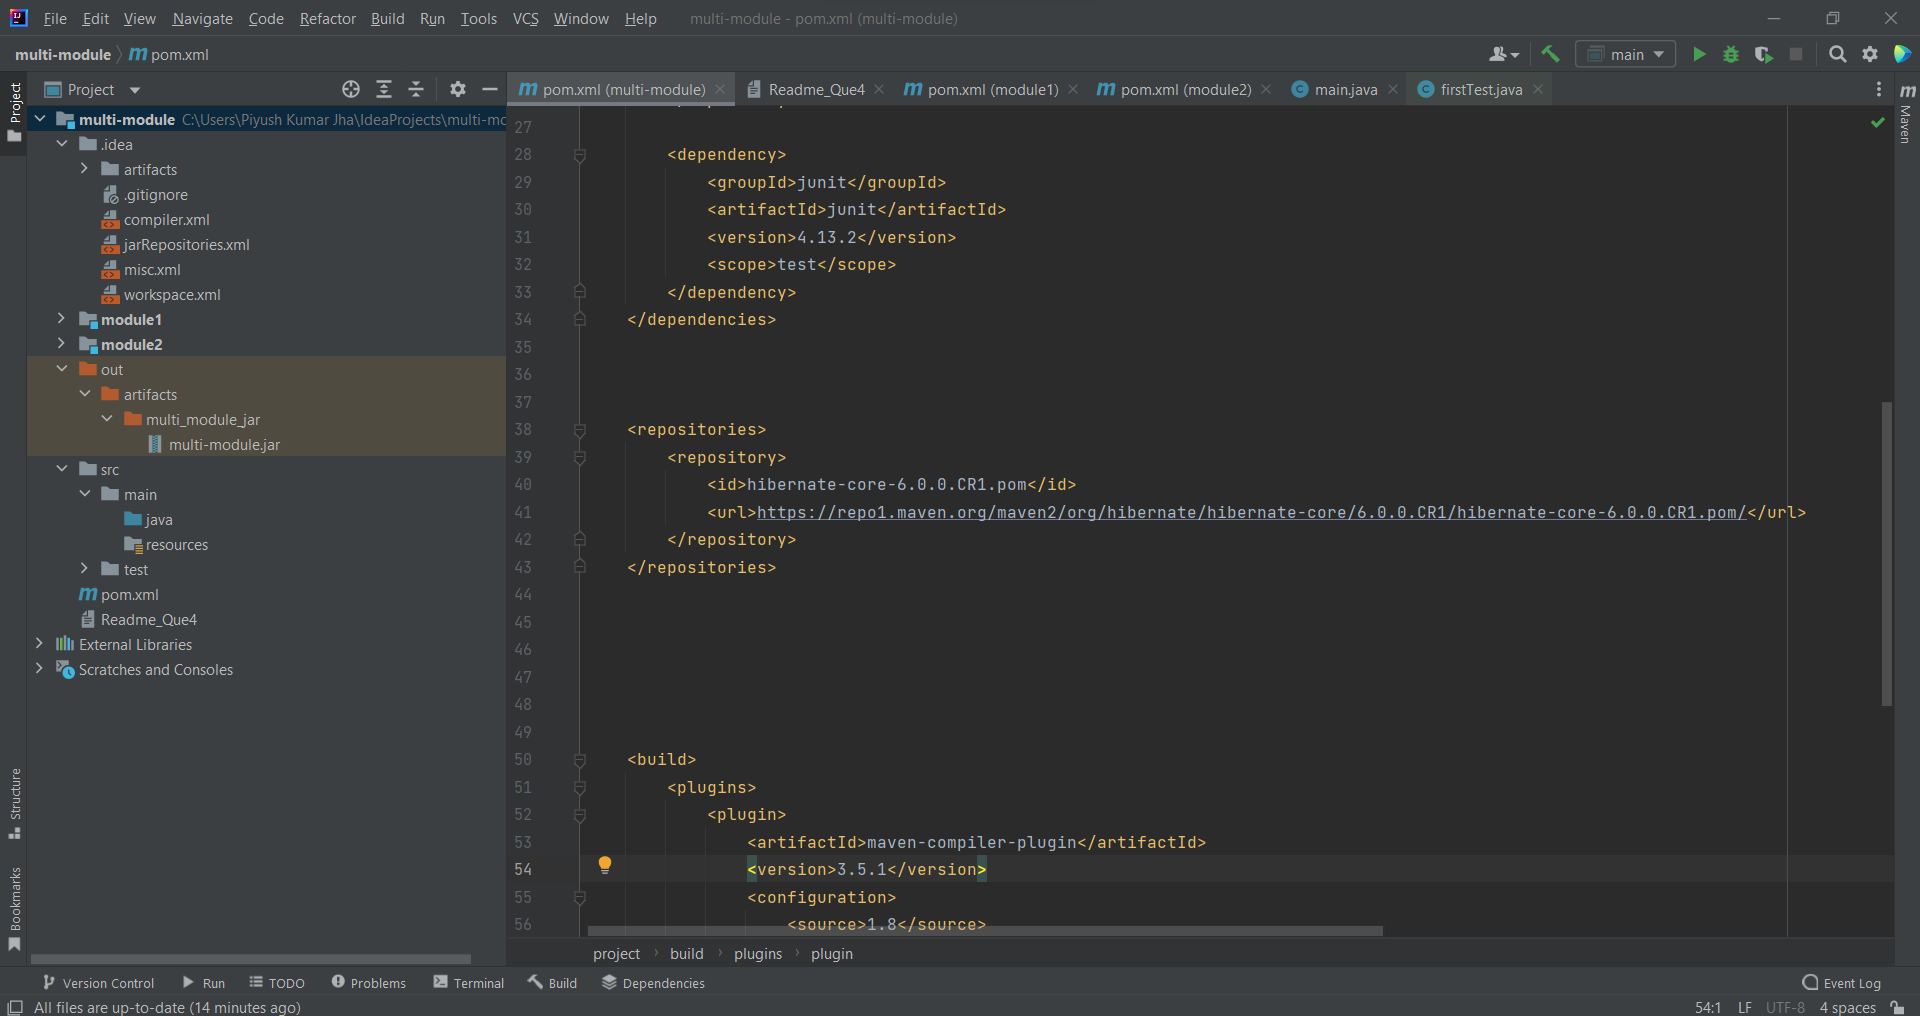 File Edit View Navigate Code Refactor Build Run Tools VCS Window Help multi-module - pom.xml (multi-module)
multi-module pom.xml
main
Project
pom.xml (multi-module) Readme_Que4 pom.xml (module1) pom.xml (module2) main.java firstTest.java
Project
Structure
Bookmarks
multi-module C:\Users\Piyush Kumar Jha\IdeaProjects\multi-mo
.idea
artifacts
.gitignore
compiler.xml
jarRepositories.xml
misc.xml
workspace.xml
module1
module2
out
artifacts
multi_module_jar
multi-module.jar
src
main
java
resources
test
pom.xml
Readme_Que4
External Libraries
Scratches and Consoles
27
28 <dependency>
29 <groupId>junit</groupId>
30 <artifactId>junit</artifactId>
31 <version>4.13.2</version>
32 <scope>test</scope>
33 </dependency>
34 </dependencies>
35
36
37
38 <repositories>
39 <repository>
40 <id>hibernate-core-6.0.0.CR1.pom</id>
41 <url>https://repo1.maven.org/maven2/org/hibernate/hibernate-core/6.0.0.CR1/hibernate-core-6.0.0.CR1.pom/</url>
42 </repository>
43 </repositories>
44
45
46
47
48
49
50 <build>
51 <plugins>
52 <plugin>
53 <artifactId>maven-compiler-plugin</artifactId>
54 <version>3.5.1</version>
55 <configuration>
56 <source>1.8</source>
Maven
project build plugins plugin
Version Control Run TODO Problems Terminal Build Dependencies Event Log
All files are up-to-date (14 minutes ago) 54:1 LF UTF-8 4 spaces